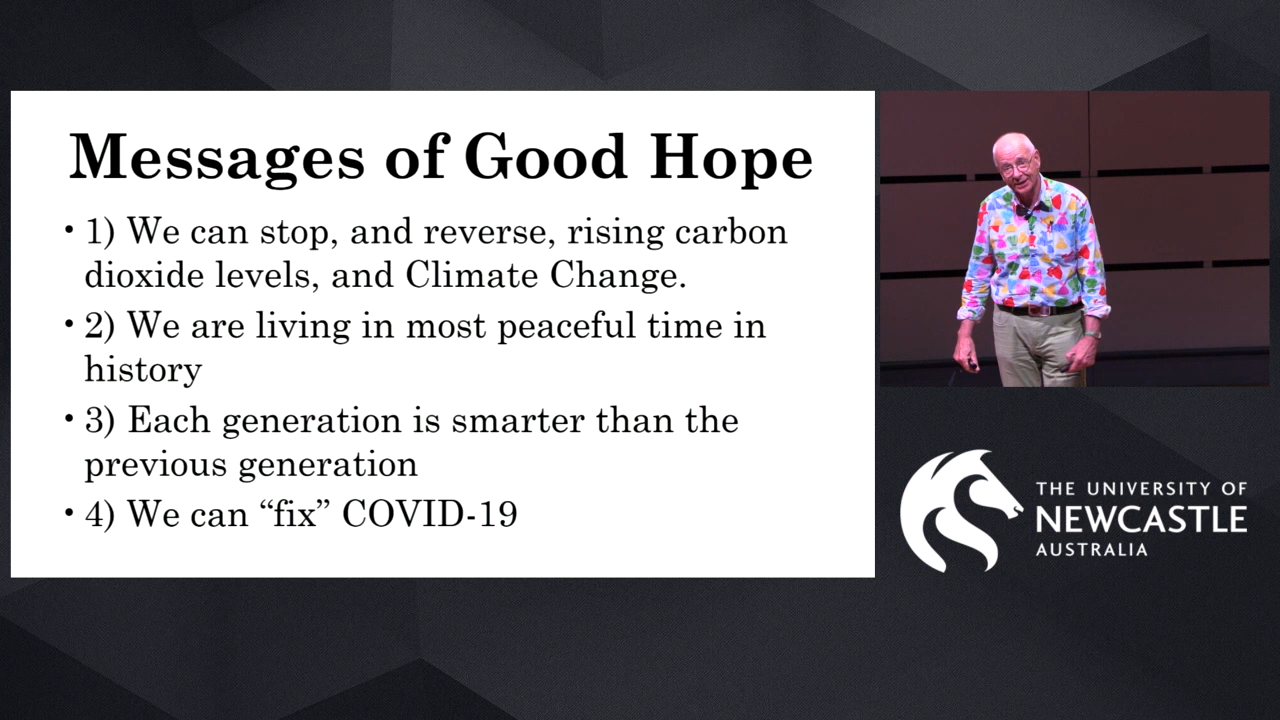 Messages of Good Hope
• 1) We can stop, and reverse, rising carbon
dioxide levels, and Climate Change.
• 2) We are living in most peaceful time in
history
• 3) Each generation is smarter than the
previous generation
• 4) We can “fix” COVID-19
THE UNIVERSITY OF
NEWCASTLE
AUSTRALIA